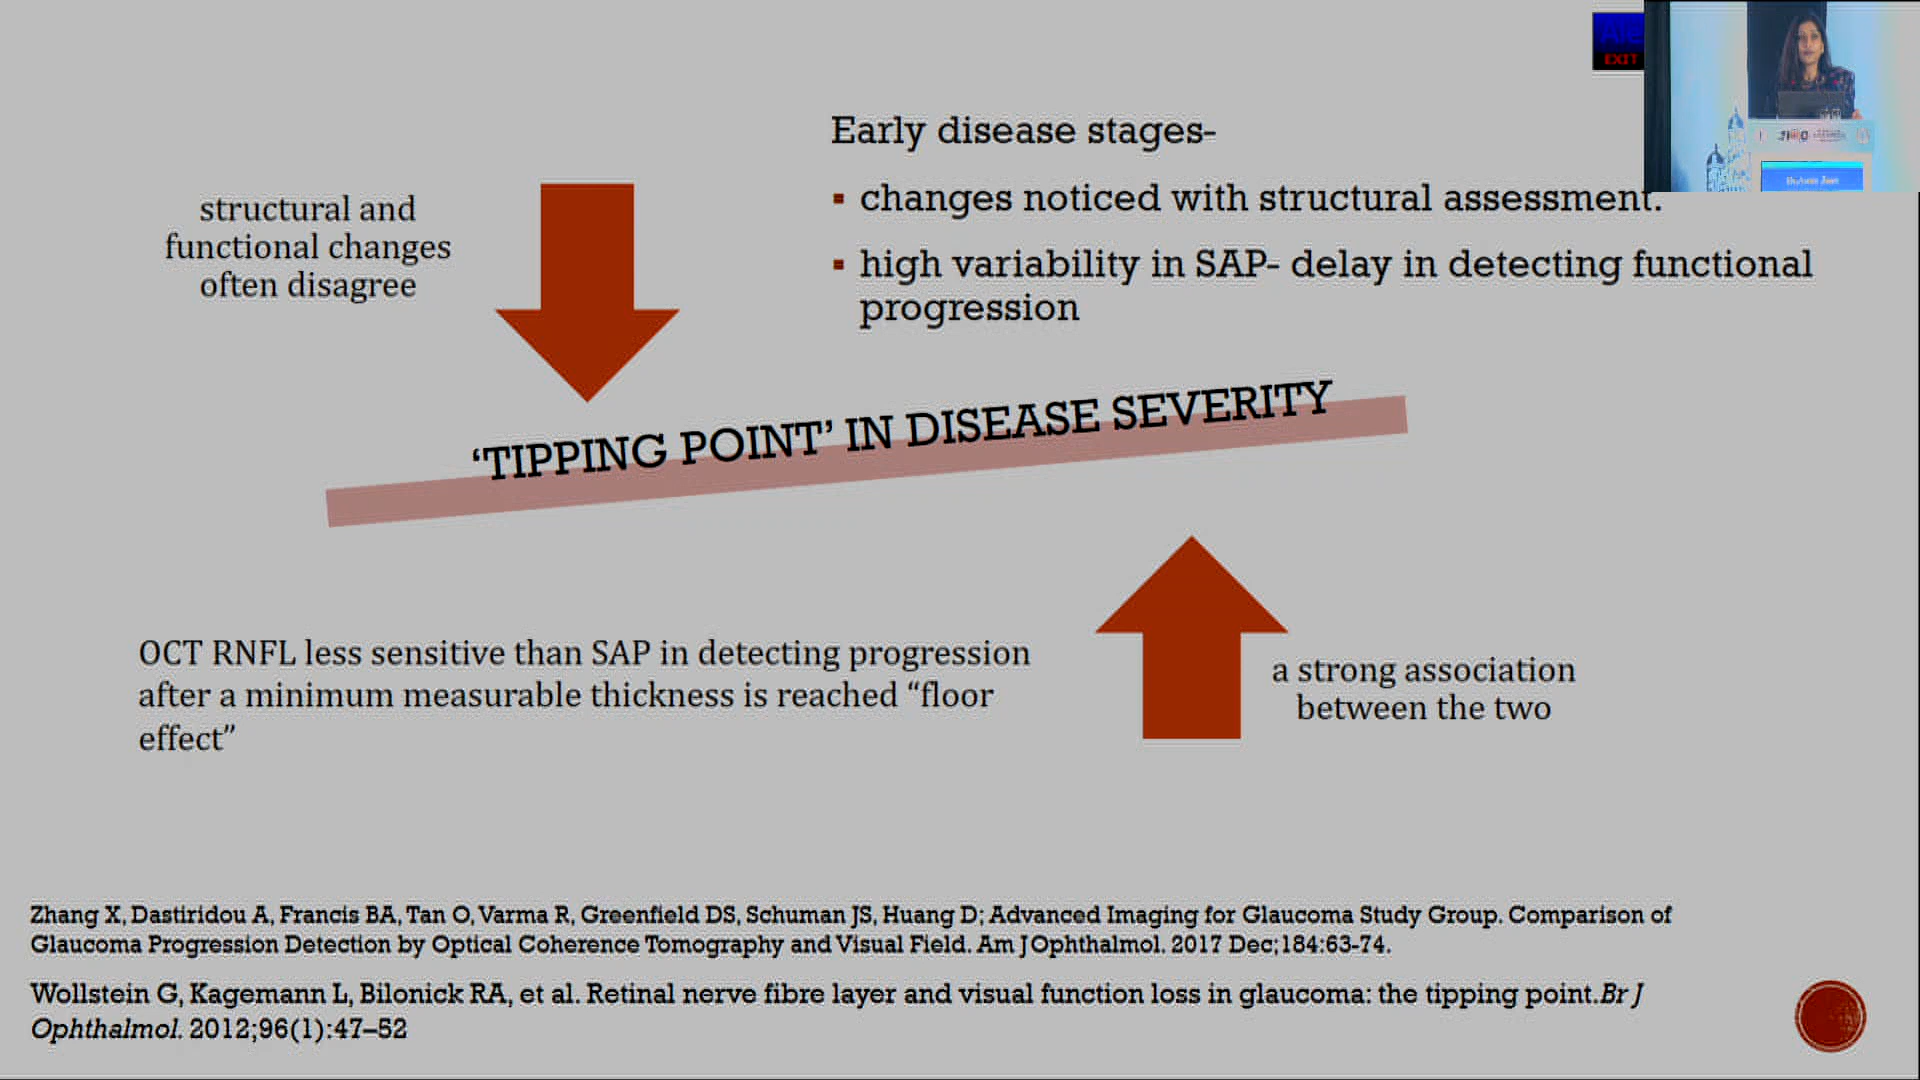 Ale
EXIT
Early disease stages-
structural and
functional changes
often disagree
▪ changes noticed with structural assessment.
▪ high variability in SAP- delay in detecting functional
progression
‘TIPPING POINT’ IN DISEASE SEVERITY
OCT RNFL less sensitive than SAP in detecting progression
after a minimum measurable thickness is reached “floor
effect”
a strong association
between the two
Zhang X, Dastiridou A, Francis BA, Tan O, Varma R, Greenfield DS, Schuman JS, Huang D; Advanced Imaging for Glaucoma Study Group. Comparison of
Glaucoma Progression Detection by Optical Coherence Tomography and Visual Field. Am J Ophthalmol. 2017 Dec;184:63-74.
Wollstein G, Kagemann L, Bilonick RA, et al. Retinal nerve fibre layer and visual function loss in glaucoma: the tipping point.Br J
Ophthalmol. 2012;96(1):47–52